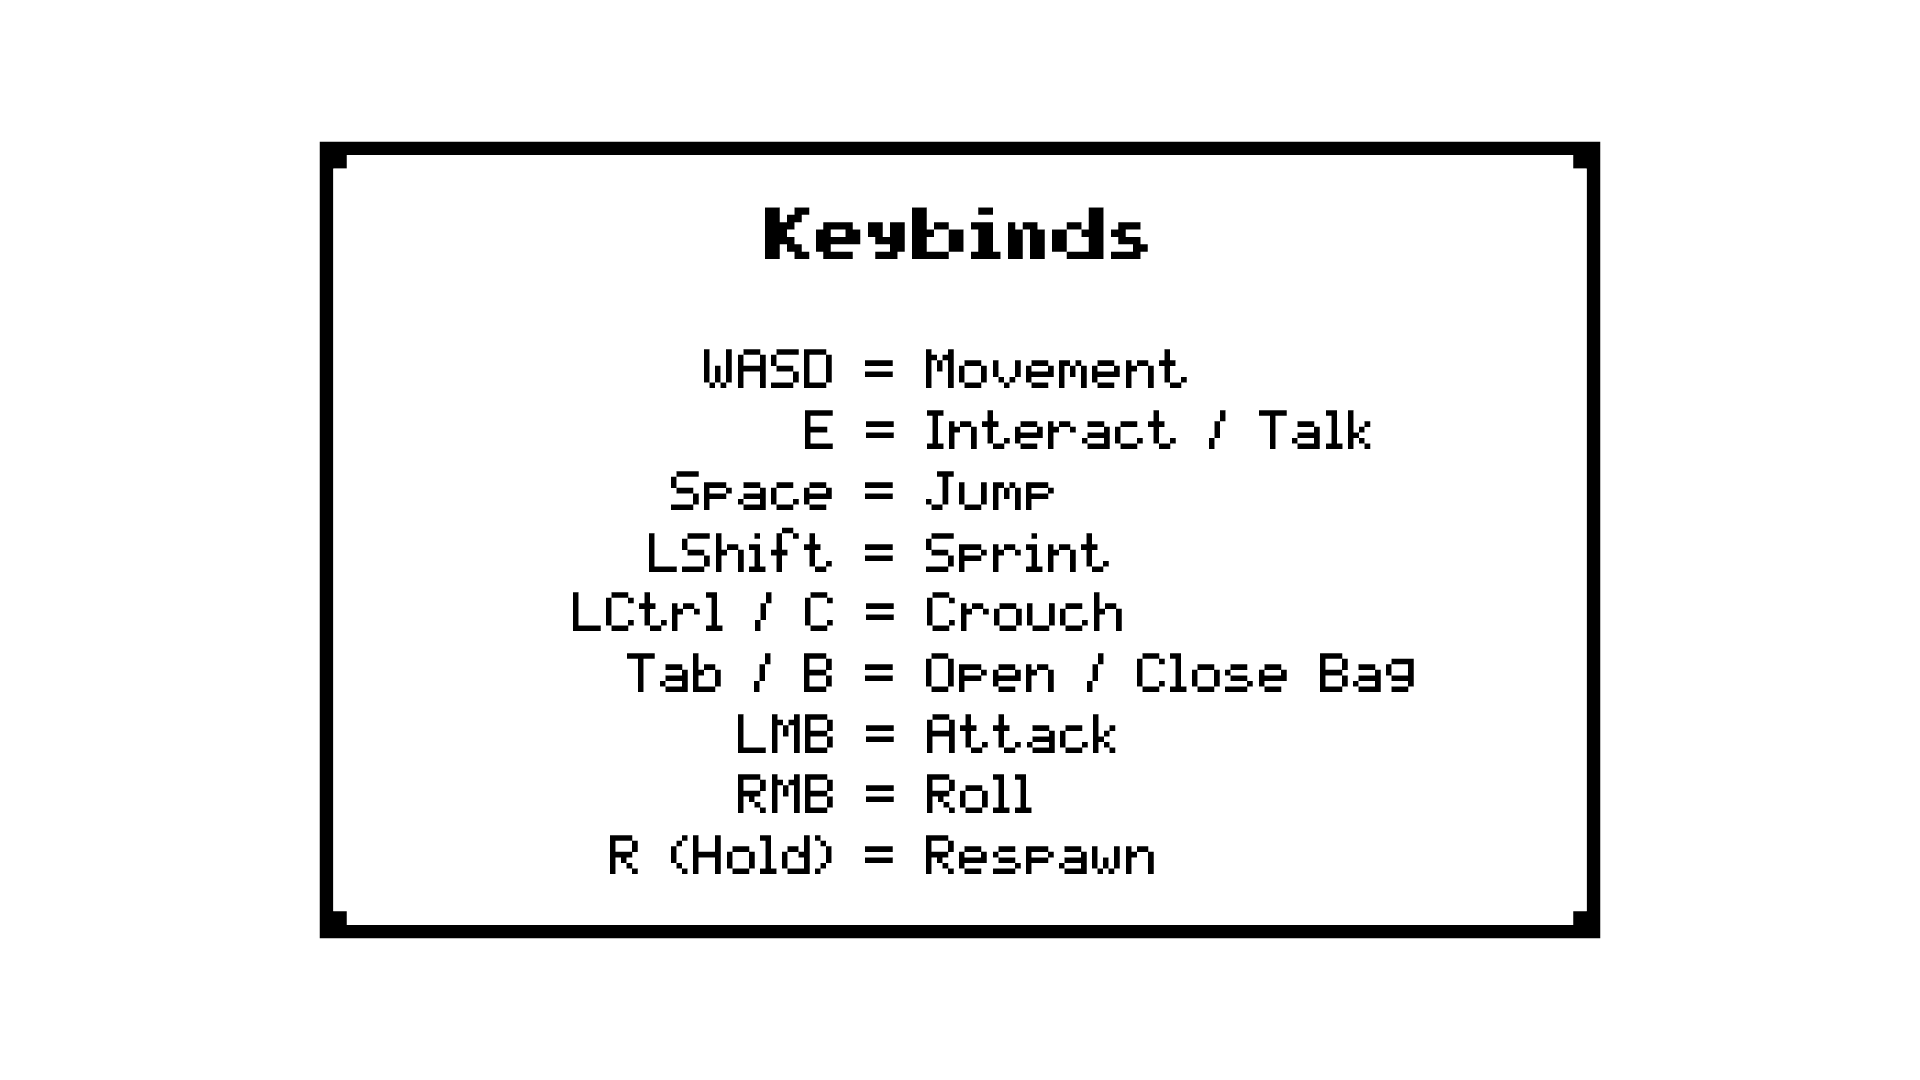 Keybinds
WASD = Movement
E = Interact / Talk
Space = Jump
LShift = Sprint
LCtrl / C = Crouch
Tab / B = Open / Close Bag
LMB = Attack
RMB = Roll
R (Hold) = Respawn